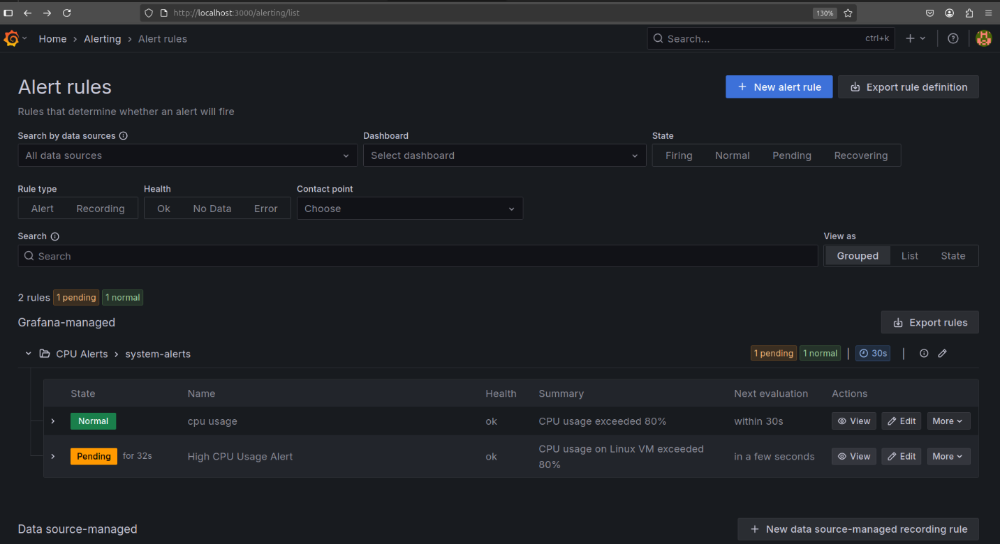 http://localhost:3000/alerting/list 130%
Home › Alerting › Alert rules Search... ctrl+k
Alert rules
New alert rule Export rule definition
Rules that determine whether an alert will fire
Search by data sources Dashboard State
All data sources Select dashboard Firing Normal Pending Recovering
Rule type Health Contact point
Alert Recording Ok No Data Error Choose
Search View as
Search Grouped List State
2 rules 1 pending 1 normal
Grafana-managed Export rules
CPU Alerts › system-alerts 1 pending 1 normal | 30s |
State Name Health Summary Next evaluation Actions
Normal cpu usage ok CPU usage exceeded 80% within 30s View Edit More
Pending for 32s High CPU Usage Alert ok CPU usage on Linux VM exceeded in a few seconds View Edit More
80%
Data source-managed + New data source-managed recording rule